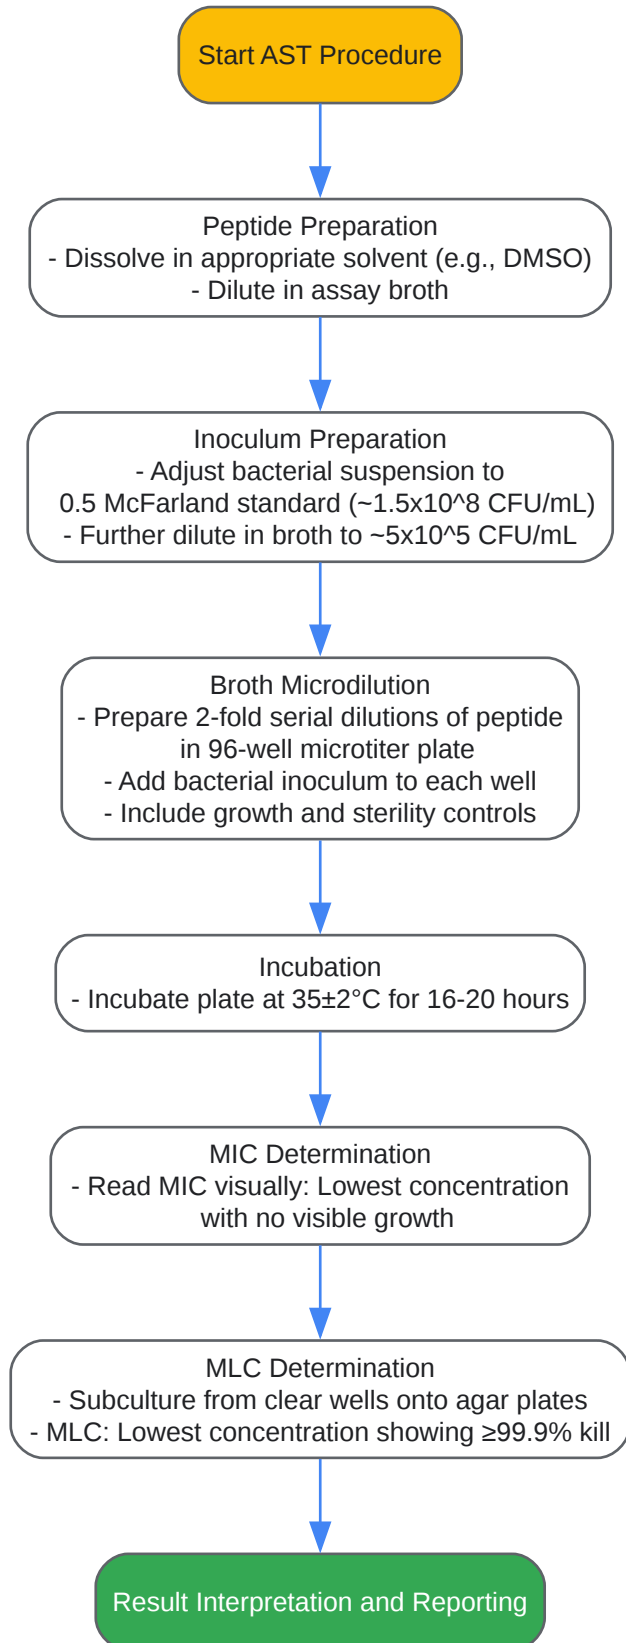 Start AST Procedure
Peptide Preparation
- Dissolve in appropriate solvent (e.g., DMSO)
- Dilute in assay broth
Inoculum Preparation
- Adjust bacterial suspension to
0.5 McFarland standard (~1.5x10^8 CFU/mL)
- Further dilute in broth to ~5x10^5 CFU/mL
Broth Microdilution
- Prepare 2-fold serial dilutions of peptide
in 96-well microtiter plate
- Add bacterial inoculum to each well
- Include growth and sterility controls
Incubation
- Incubate plate at 35±2°C for 16-20 hours
MIC Determination
- Read MIC visually: Lowest concentration
with no visible growth
MLC Determination
- Subculture from clear wells onto agar plates
- MLC: Lowest concentration showing ≥99.9% kill
Result Interpretation and Reporting